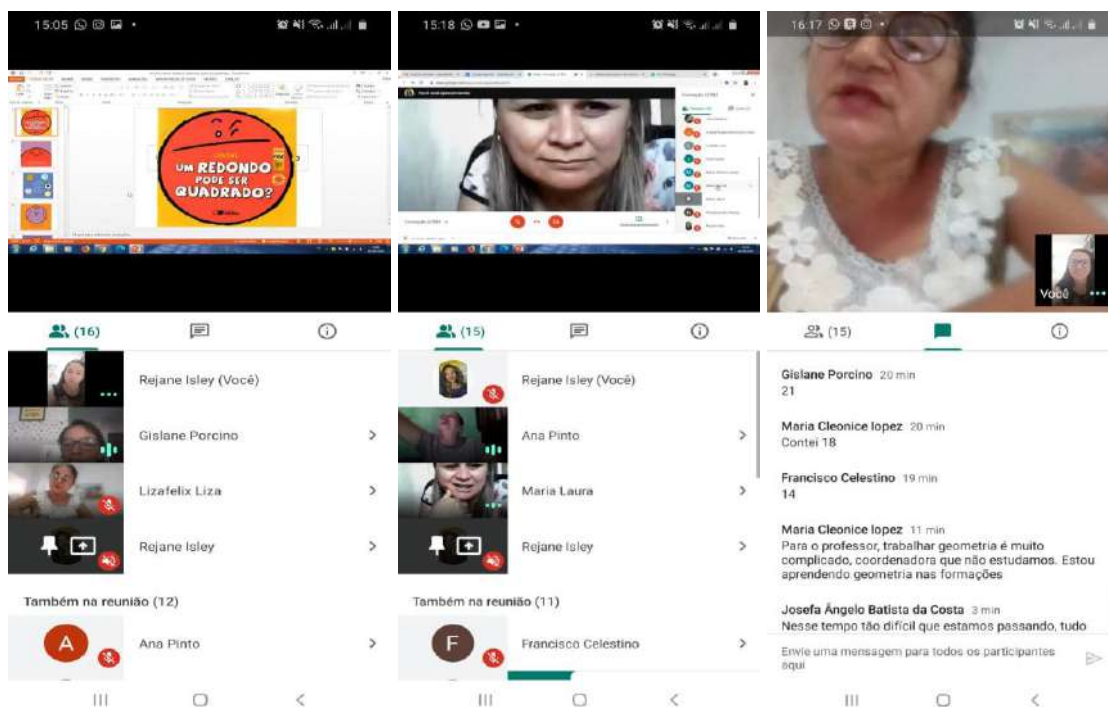 15:05
UM REDONDO
PODE SER
QUADRADO?
(16)
Rejane Isley (Você)
Gislane Porcino
Lizafelix Liza
Rejane Isley
Também na reunião (12)
A
Ana Pinto
15:18
(15)
Rejane Isley (Você)
Ana Pinto
Maria Laura
Rejane Isley
Também na reunião (11)
F
Francisco Celestino
16:17
Você
(15)
Gislane Porcino 20 min
21
Maria Cleonice lopez 20 min
Contei 18
Francisco Celestino 19 min
14
Maria Cleonice lopez 11 min
Para o professor, trabalhar geometria é muito
complicado, coordenadora que não estudamos. Estou
aprendendo geometria nas formações
Josefa Ângelo Batista da Costa 3 min
Nesse tempo tão difícil que estamos passando, tudo
Envie uma mensagem para todos os participantes
aqui